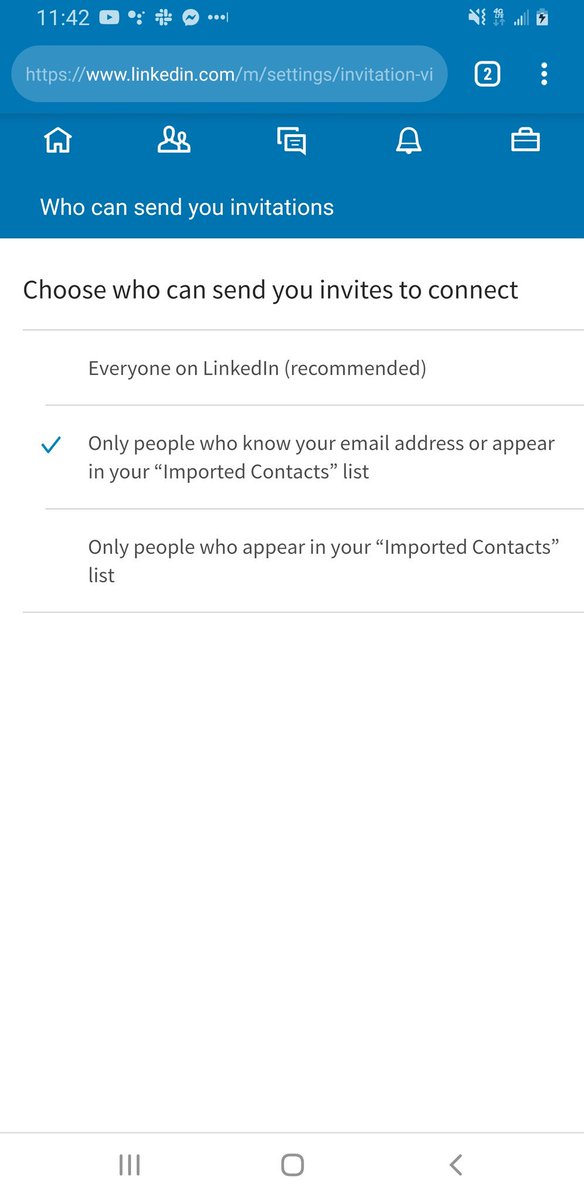 11:42
https://www.linkedin.com/m/settings/invitation-vi
2
Who can send you invitations
Choose who can send you invites to connect
Everyone on LinkedIn (recommended)
Only people who know your email address or appear
in your “Imported Contacts” list
Only people who appear in your “Imported Contacts”
list